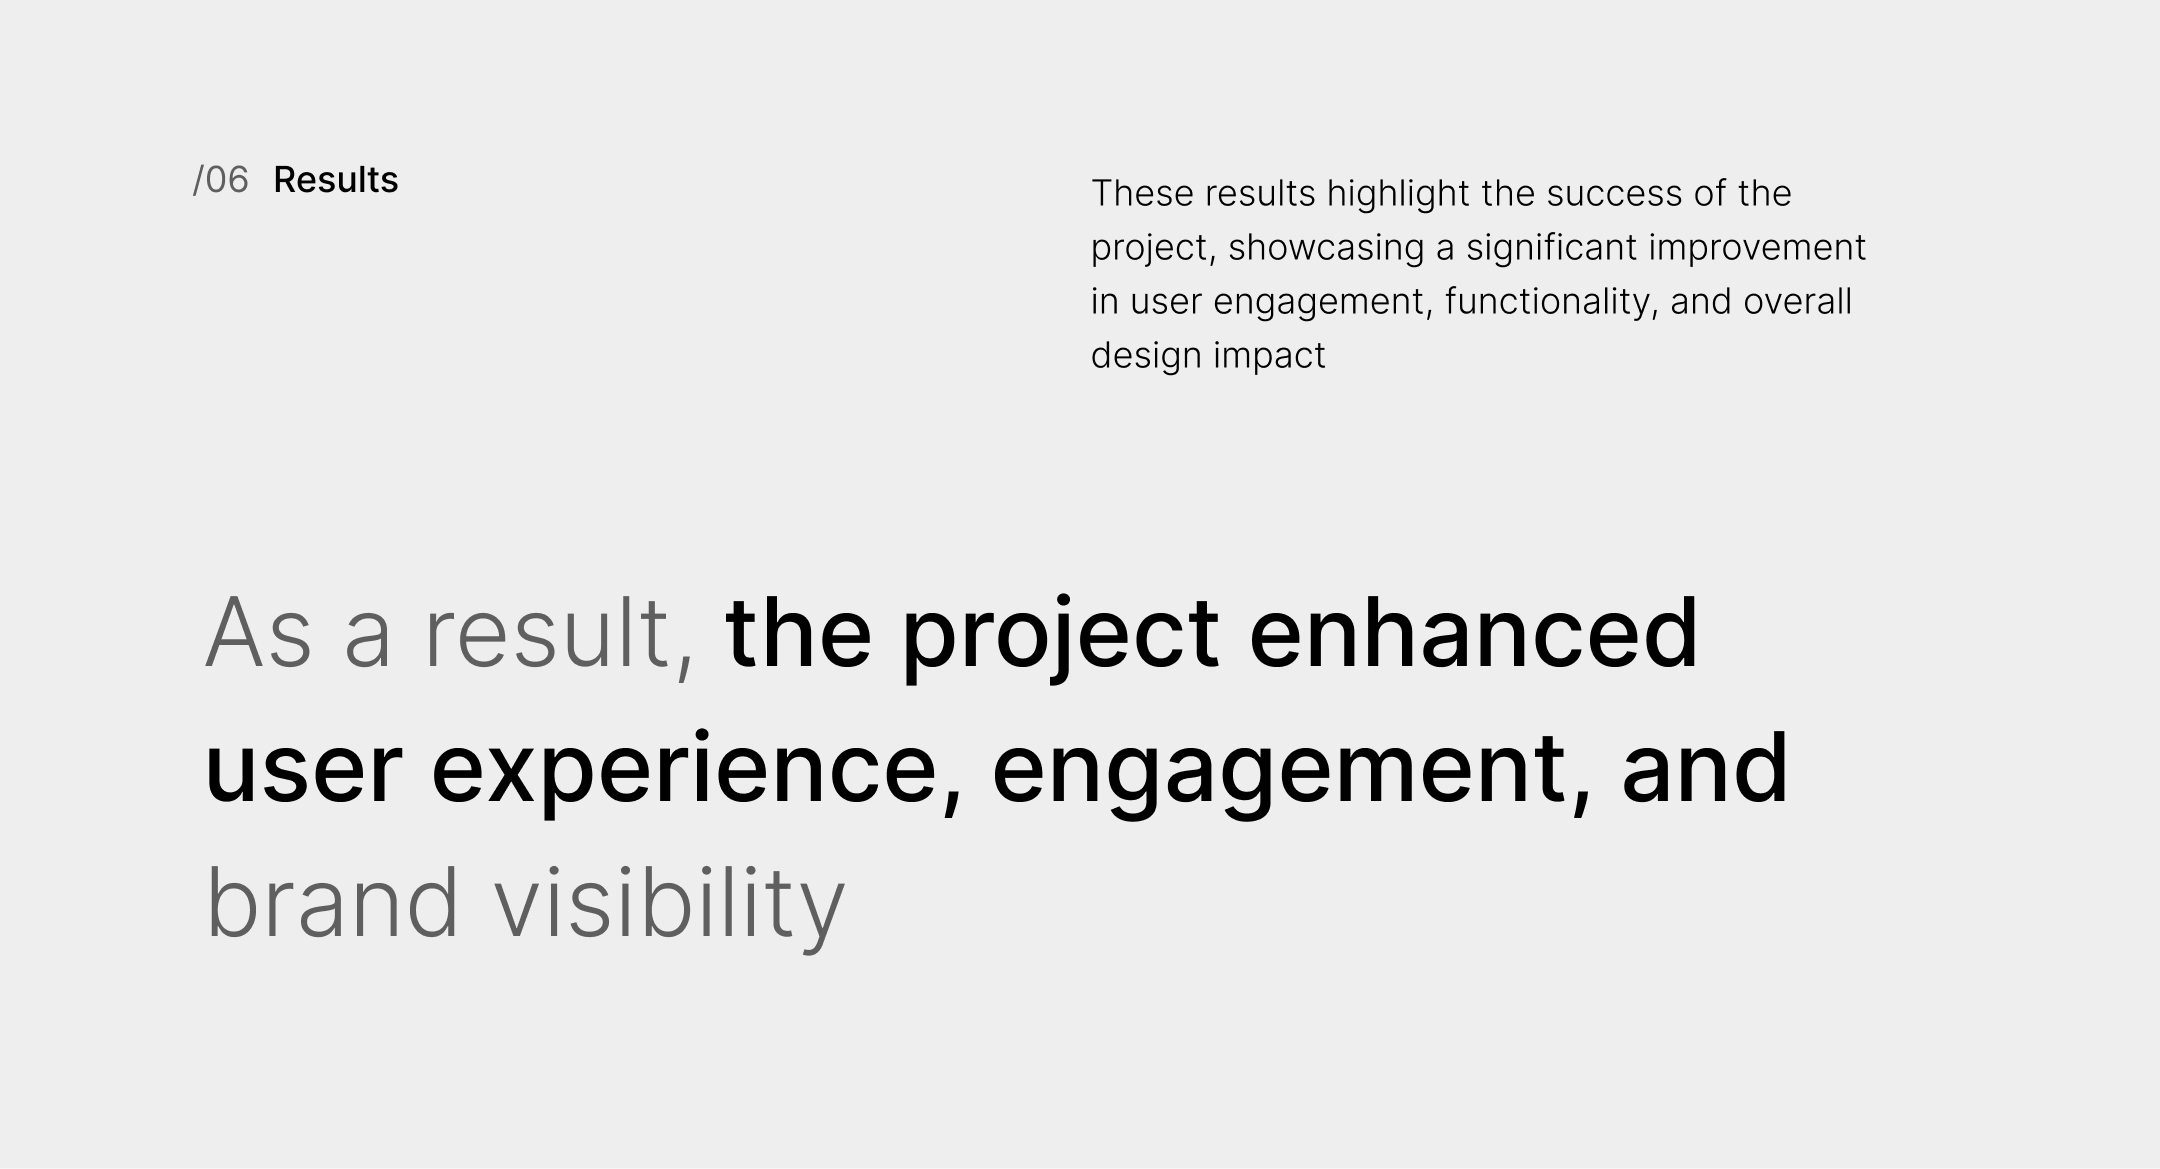 /06 Results
These results highlight the success of the
project, showcasing a significant improvement
in user engagement, functionality, and overall
design impact
As a result, the project enhanced
user experience, engagement, and
brand visibility